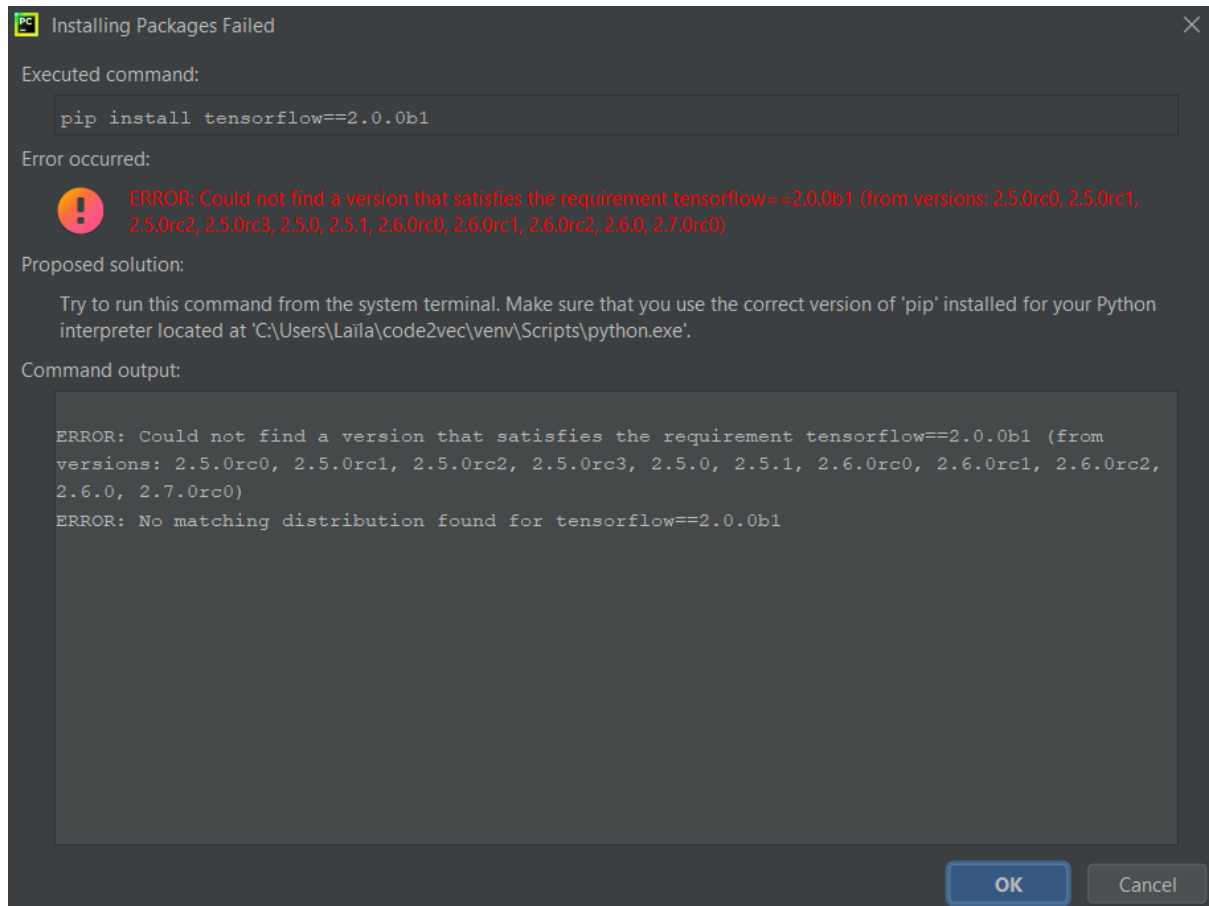 PC
Installing Packages Failed
Executed command:
pip install tensorflow==2.0.0b1
Error occurred:
ERROR: Could not find a version that satisfies the requirement tensorflow==2.0.0b1 (from versions: 2.5.0rc0, 2.5.0rc1,
2.5.0rc2, 2.5.0rc3, 2.5.0, 2.5.1, 2.6.0rc0, 2.6.0rc1, 2.6.0rc2, 2.6.0, 2.7.0rc0)
Proposed solution:
Try to run this command from the system terminal. Make sure that you use the correct version of 'pip' installed for your Python
interpreter located at 'C:\Users\Laïla\code2vec\venv\Scripts\python.exe'.
Command output:
ERROR: Could not find a version that satisfies the requirement tensorflow==2.0.0b1 (from
versions: 2.5.0rc0, 2.5.0rc1, 2.5.0rc2, 2.5.0rc3, 2.5.0, 2.5.1, 2.6.0rc0, 2.6.0rc1, 2.6.0rc2,
2.6.0, 2.7.0rc0)
ERROR: No matching distribution found for tensorflow==2.0.0b1
OK
Cancel